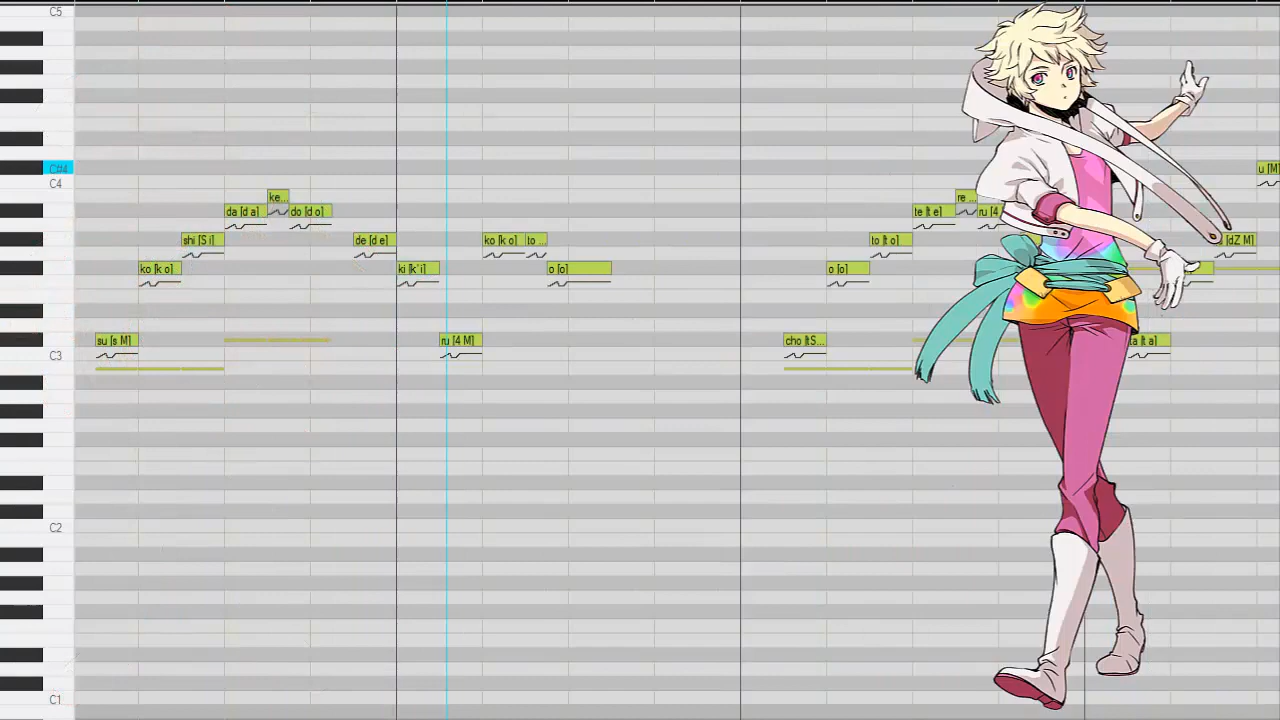 C5
C#4
C4
u [M]
ke...
re ...
da [d a]
do [d o]
te [t e]
ru [4
shi [S i]
de [d e]
ko [k o]
to ...
to [t o]
[dZ M]
ko [k o]
ki [k' i]
o [o]
o [o]
su [s M]
ru [4 M]
cho [tS...
ta [t a]
C3
C2
C1